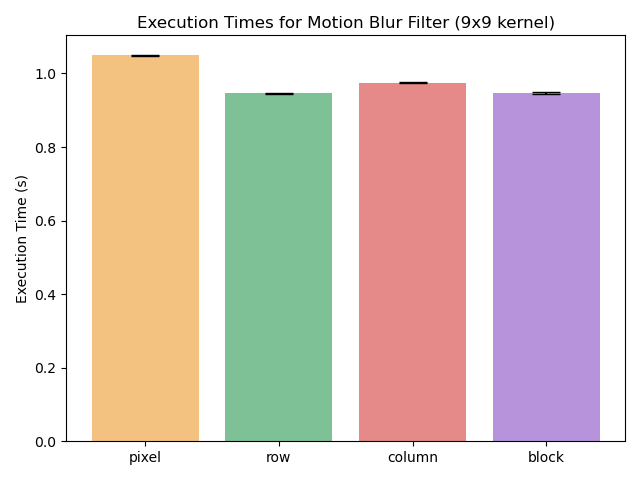 Execution Times for Motion Blur Filter (9x9 kernel)
Execution Time (s)
1.0
0.8
0.6
0.4
0.2
0.0
pixel
row
column
block